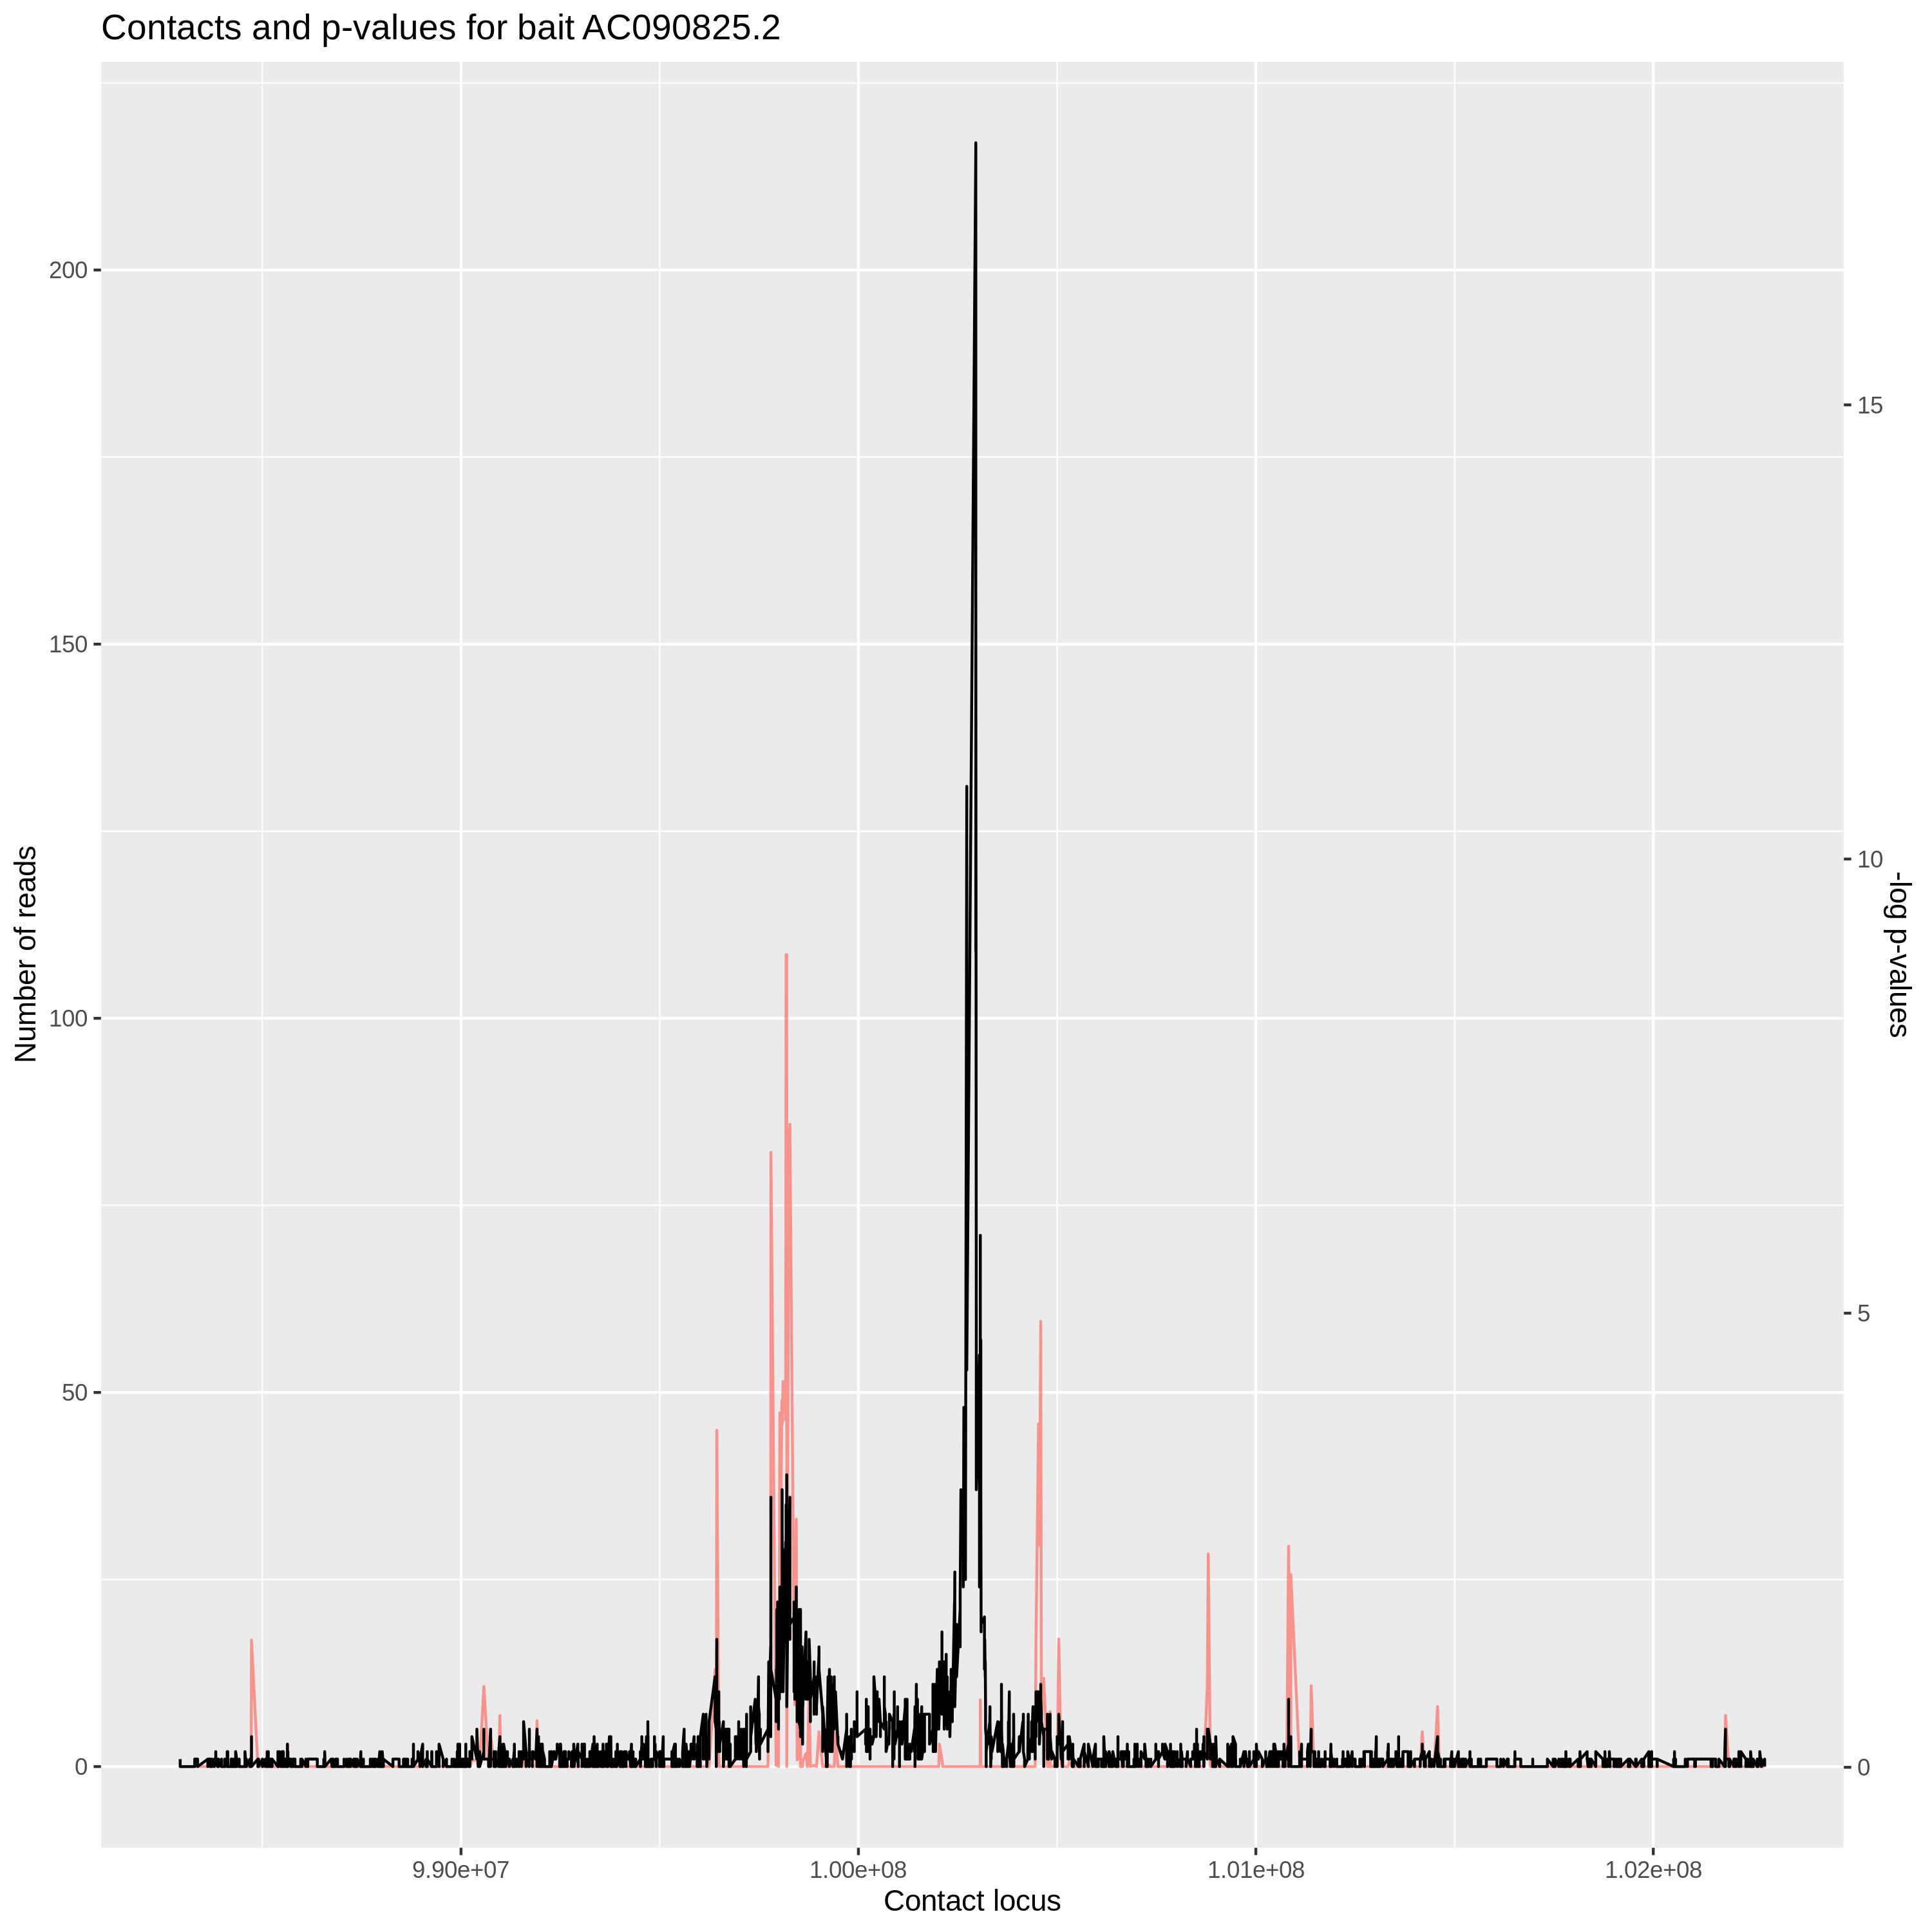 Contacts and p-values for bait AC090825.2
200
150
100
50
0
Number of reads
15
10
5
0
-log p-values
9.90e+07
1.00e+08
1.01e+08
1.02e+08
Contact locus